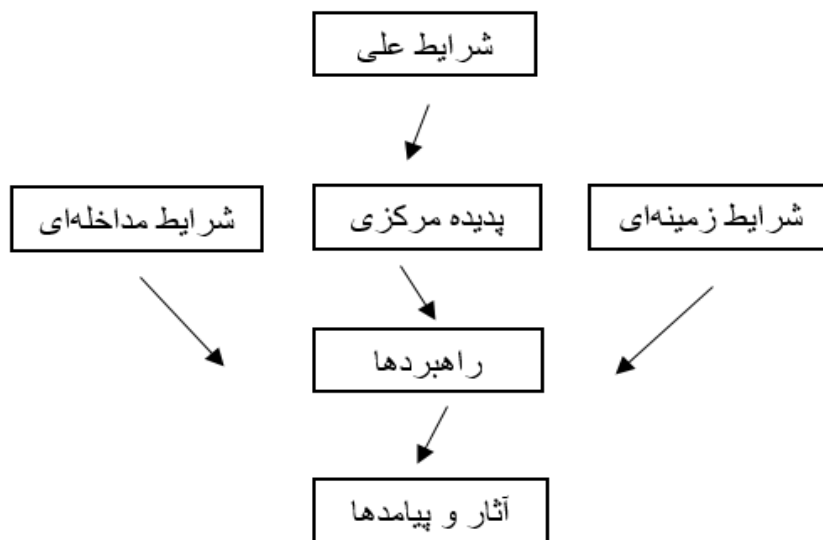 شرایط علی
شرایط زمینه‌ای
پدیده مرکزی
شرایط مداخله‌ای
راهبردها
آثار و پیامدها